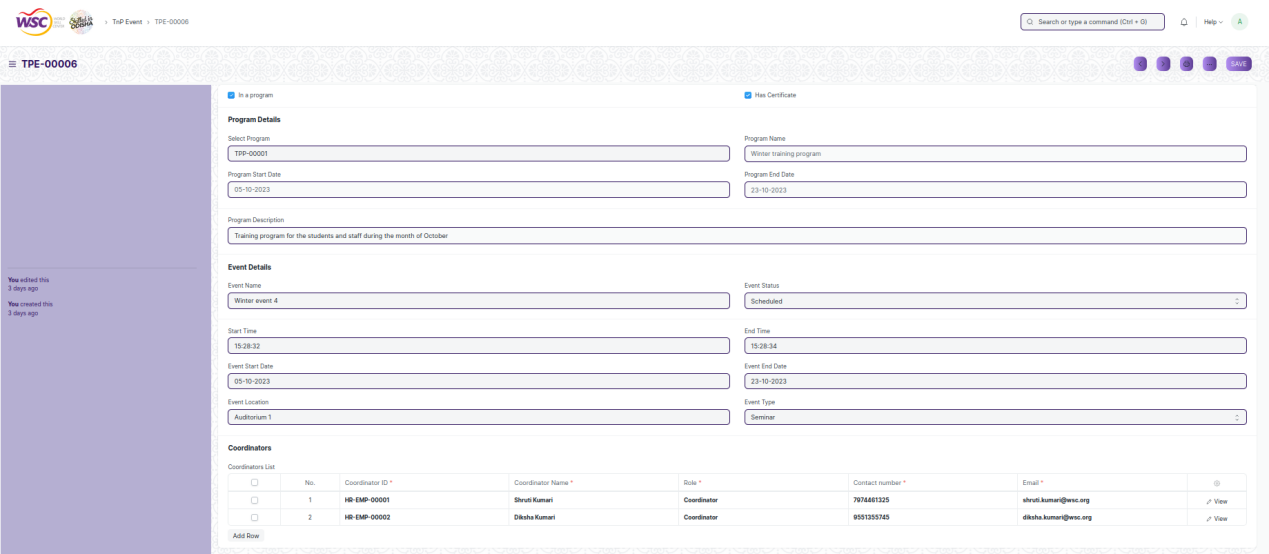 WSC WORLD SKILL CENTER Skilled in ODISHA TnP Event TPE-00006 Search or type a command (Ctrl + G) Help A
TPE-00006 SAVE
In a program Has Certificate
Program Details
Select Program Program Name
TPP-00001 Winter training program
Program Start Date Program End Date
05-10-2023 23-10-2023
Program Description
Training program for the students and staff during the month of October
Event Details
Event Name Event Status
Winter event 4 Scheduled
You edited this
3 days ago
You created this
3 days ago
Start Time End Time
15:28:32 15:28:34
Event Start Date Event End Date
05-10-2023 23-10-2023
Event Location Event Type
Auditorium 1 Seminar
Coordinators
Coordinators List
No. Coordinator ID * Coordinator Name * Role * Contact number * Email *
1 HR-EMP-00001 Shruti Kumari Coordinator 7974461325 shruti.kumari@wsc.org View
2 HR-EMP-00002 Diksha Kumari Coordinator 9551355745 diksha.kumari@wsc.org View
Add Row